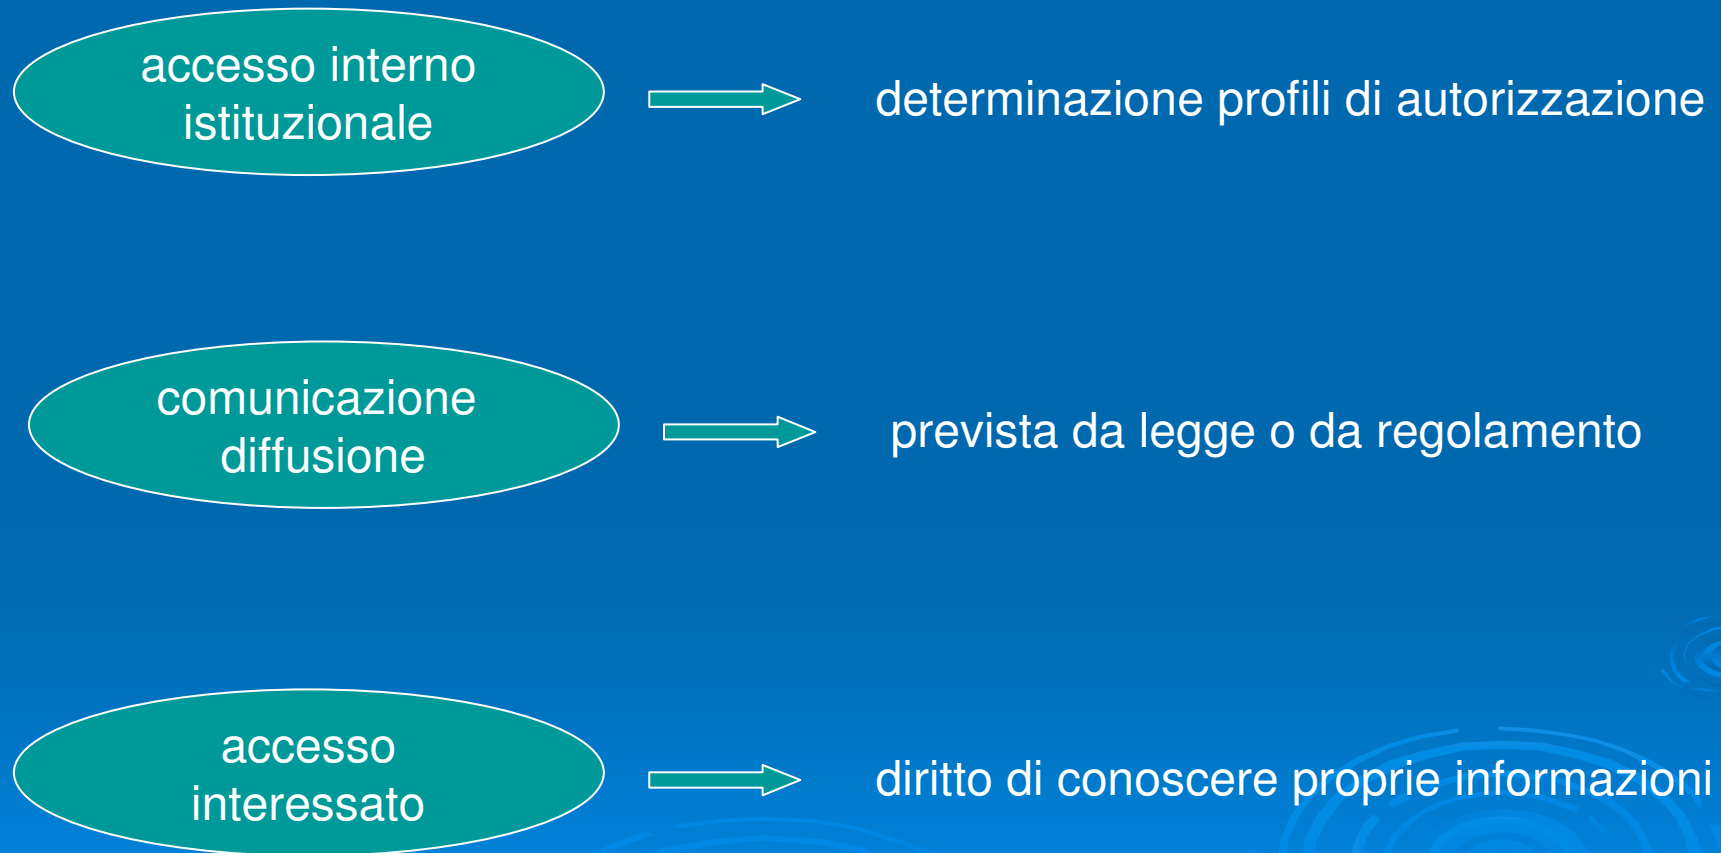 accesso interno
istituzionale
determinazione profili di autorizzazione
comunicazione
diffusione
prevista da legge o da regolamento
accesso
interessato
diritto di conoscere proprie informazioni